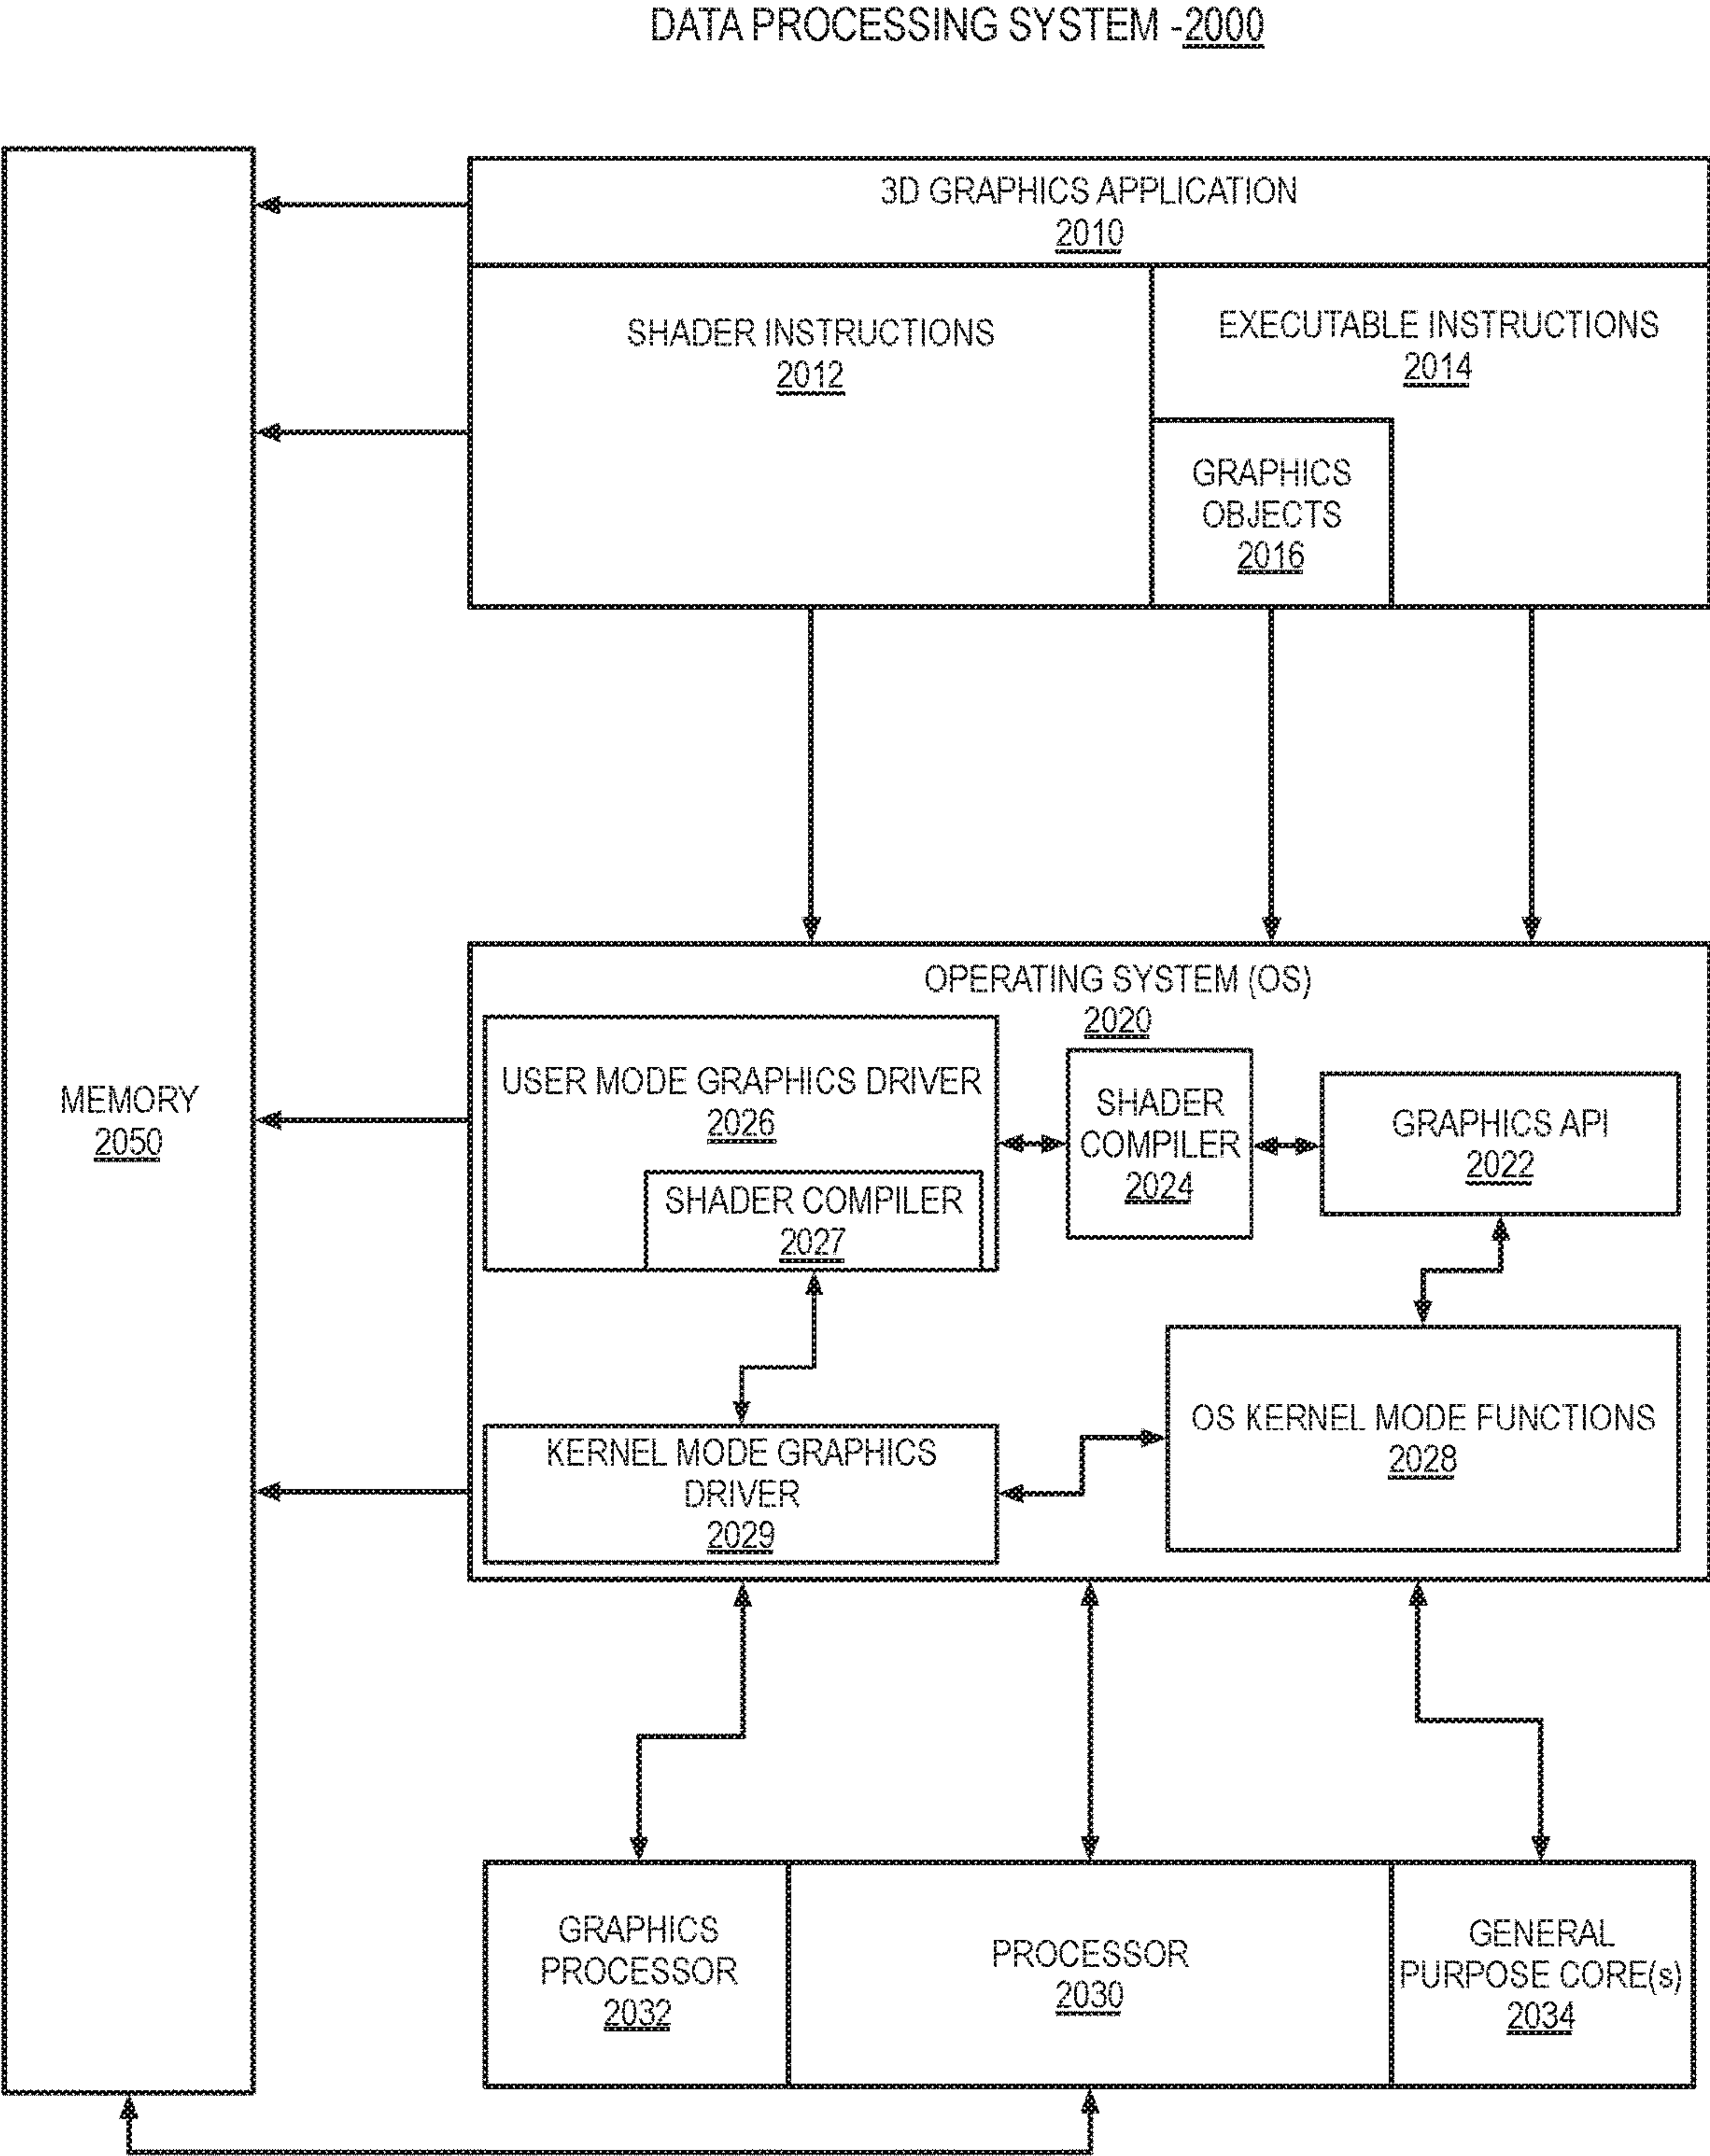 DATA PROCESSING SYSTEM -2000
3D GRAPHICS APPLICATION
2010
SHADER INSTRUCTIONS
2012
EXECUTABLE INSTRUCTIONS
2014
GRAPHICS
OBJECTS
2016
OPERATING SYSTEM (OS)
2020
USER MODE GRAPHICS DRIVER
2026
SHADER COMPILER
2027
SHADER
COMPILER
2024
GRAPHICS API
2022
MEMORY
2050
KERNEL MODE GRAPHICS
DRIVER
2029
OS KERNEL MODE FUNCTIONS
2028
GRAPHICS
PROCESSOR
2032
PROCESSOR
2030
GENERAL
PURPOSE CORE(s)
2034